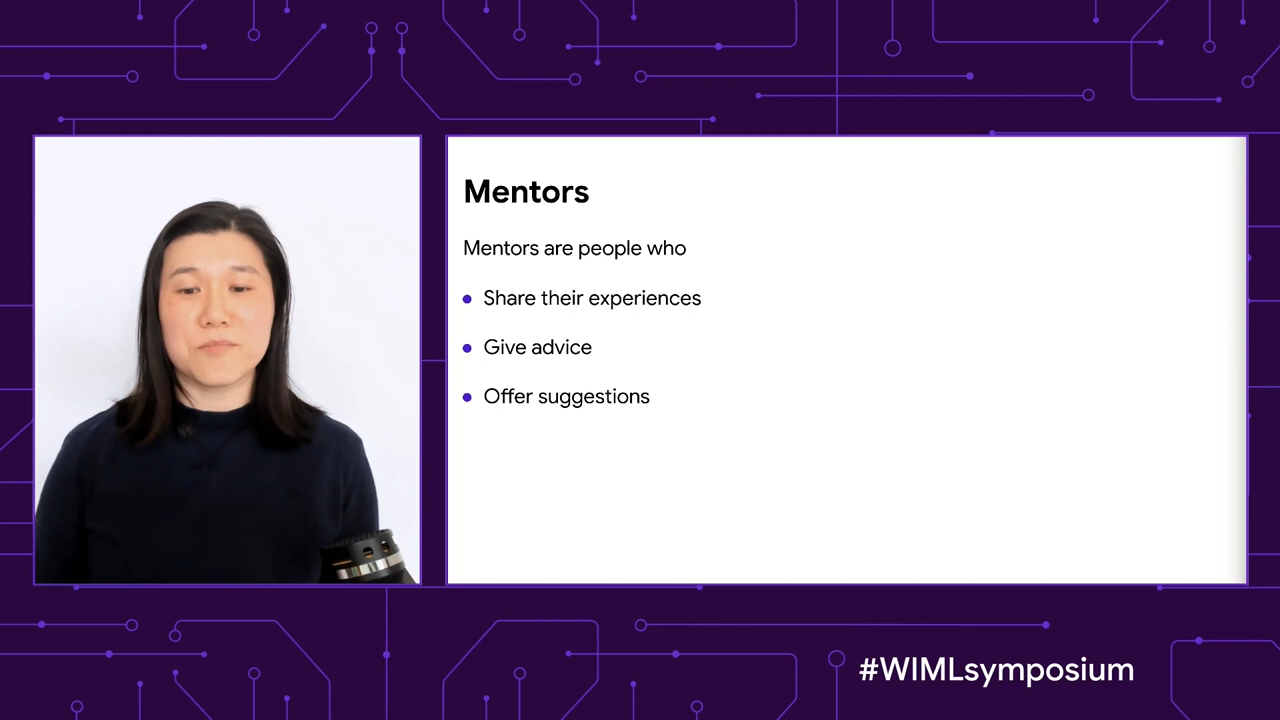 Mentors
Mentors are people who
Share their experiences
Give advice
Offer suggestions
#WIMLsymposium